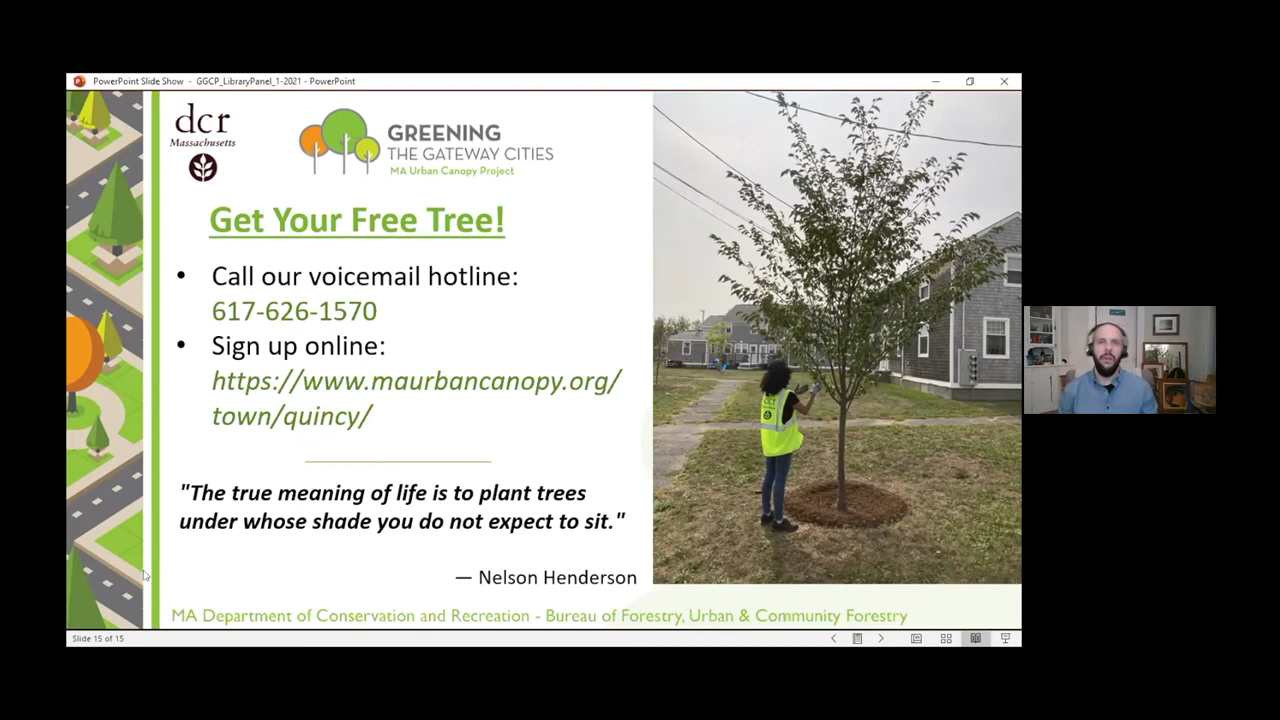 PowerPoint Slide Show - GGCP_LibraryPanel_1-2021 - PowerPoint
dcr
Massachusetts
GREENING
THE GATEWAY CITIES
MA Urban Canopy Project
Get Your Free Tree!
• Call our voicemail hotline:
617-626-1570
• Sign up online:
https://www.maurbancanopy.org/
town/quincy/
"The true meaning of life is to plant trees
under whose shade you do not expect to sit."
— Nelson Henderson
MA Department of Conservation and Recreation - Bureau of Forestry, Urban & Community Forestry
Slide 15 of 15